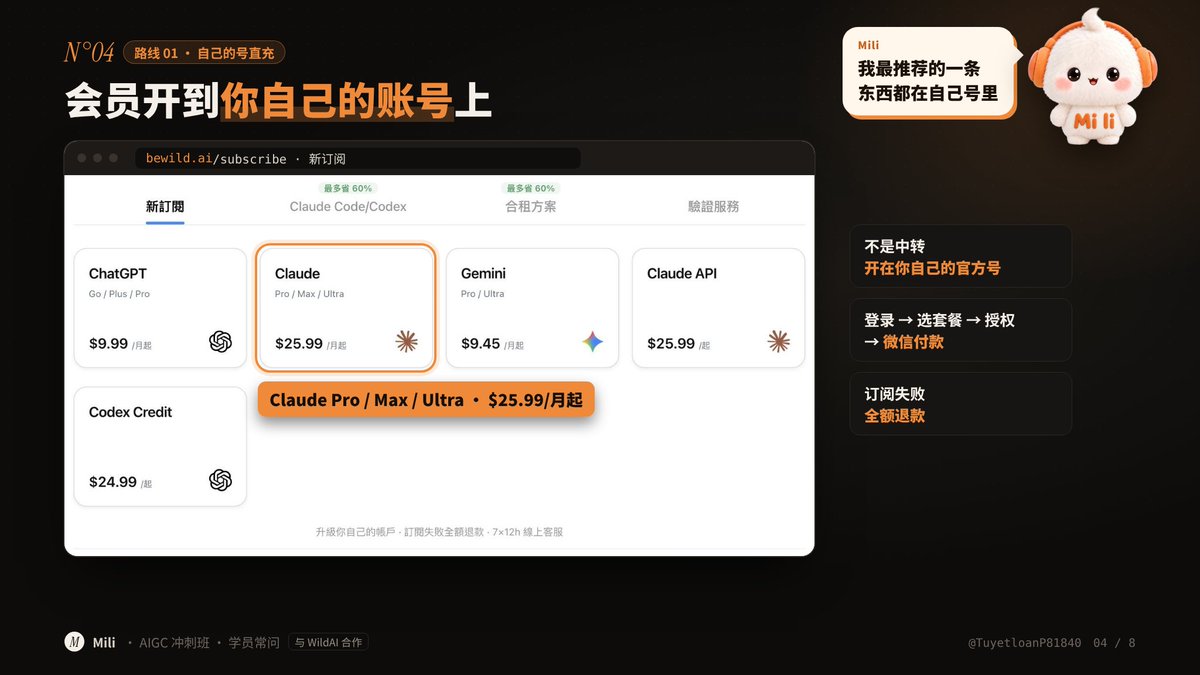 N°04 路线 01 · 自己的号直充
会员开到你自己的账号上
Mili
我最推荐的一条
东西都在自己号里
Mi li
bewild.ai/subscribe · 新订阅
最多省 60% 最多省 60%
新訂閱 Claude Code/Codex 合租方案 驗證服務
ChatGPT
Go / Plus / Pro
$9.99 /月起
Claude
Pro / Max / Ultra
$25.99 /月起
Gemini
Pro / Ultra
$9.45 /月起
Claude API
$25.99 /起
Claude Pro / Max / Ultra · $25.99/月起
Codex Credit
$24.99 /起
升級你自己的帳戶 · 訂閱失敗全額退款 · 7×12h 線上客服
不是中转
开在你自己的官方号
登录 → 选套餐 → 授权
→ 微信付款
订阅失败
全额退款
M Mili · AIGC 冲刺班 · 学员常问 与 WildAI 合作
@TuyetloanP81840 04 / 8